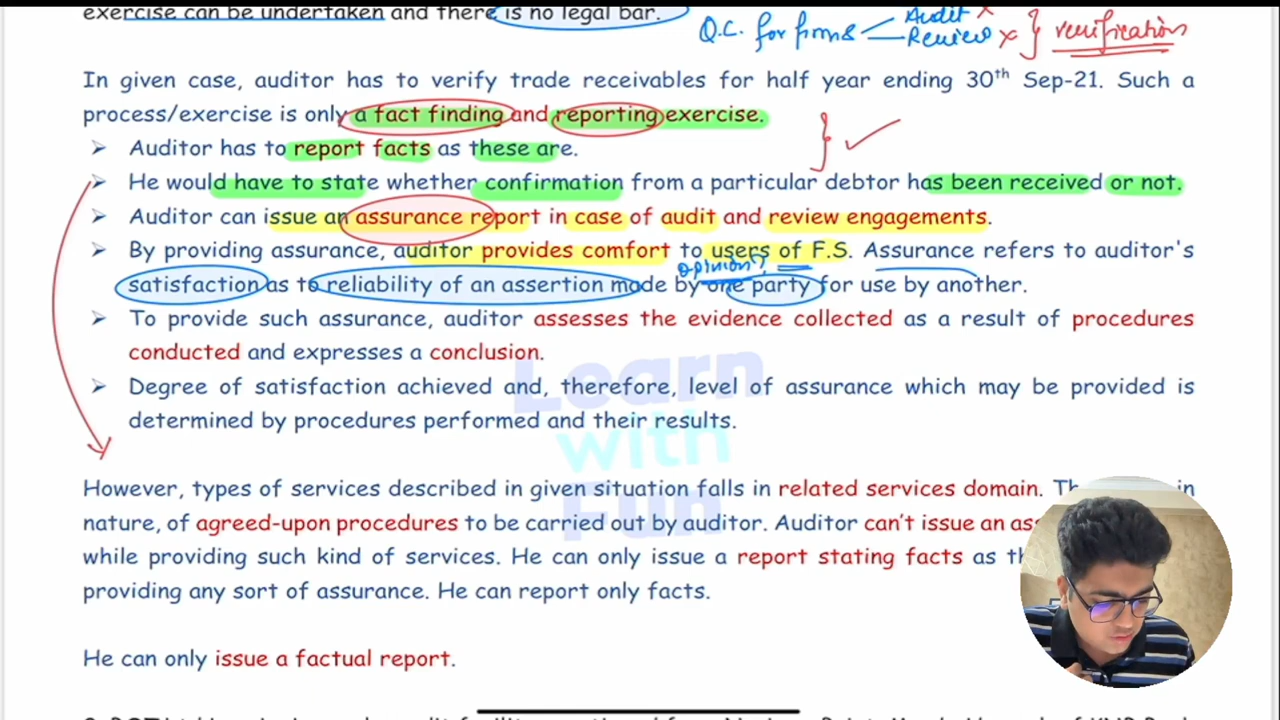 exercise can be undertaken and there is no legal bar.
Q.C. for firms Audit x
Review x } verification
In given case, auditor has to verify trade receivables for half year ending 30th Sep-21. Such a
process/exercise is only a fact finding and reporting exercise.
➤ Auditor has to report facts as these are.
➤ He would have to state whether confirmation from a particular debtor has been received or not.
➤ Auditor can issue an assurance report in case of audit and review engagements.
➤ By providing assurance, auditor provides comfort to users of F.S. Assurance refers to auditor's
opinion
satisfaction as to reliability of an assertion made by one party for use by another.
➤ To provide such assurance, auditor assesses the evidence collected as a result of procedures
conducted and expresses a conclusion.
➤ Degree of satisfaction achieved and, therefore, level of assurance which may be provided is
determined by procedures performed and their results.
Learn
with
Fun
However, types of services described in given situation falls in related services domain. in
nature, of agreed-upon procedures to be carried out by auditor. Auditor can't issue an
while providing such kind of services. He can only issue a report stating facts as
providing any sort of assurance. He can report only facts.
He can only issue a factual report.